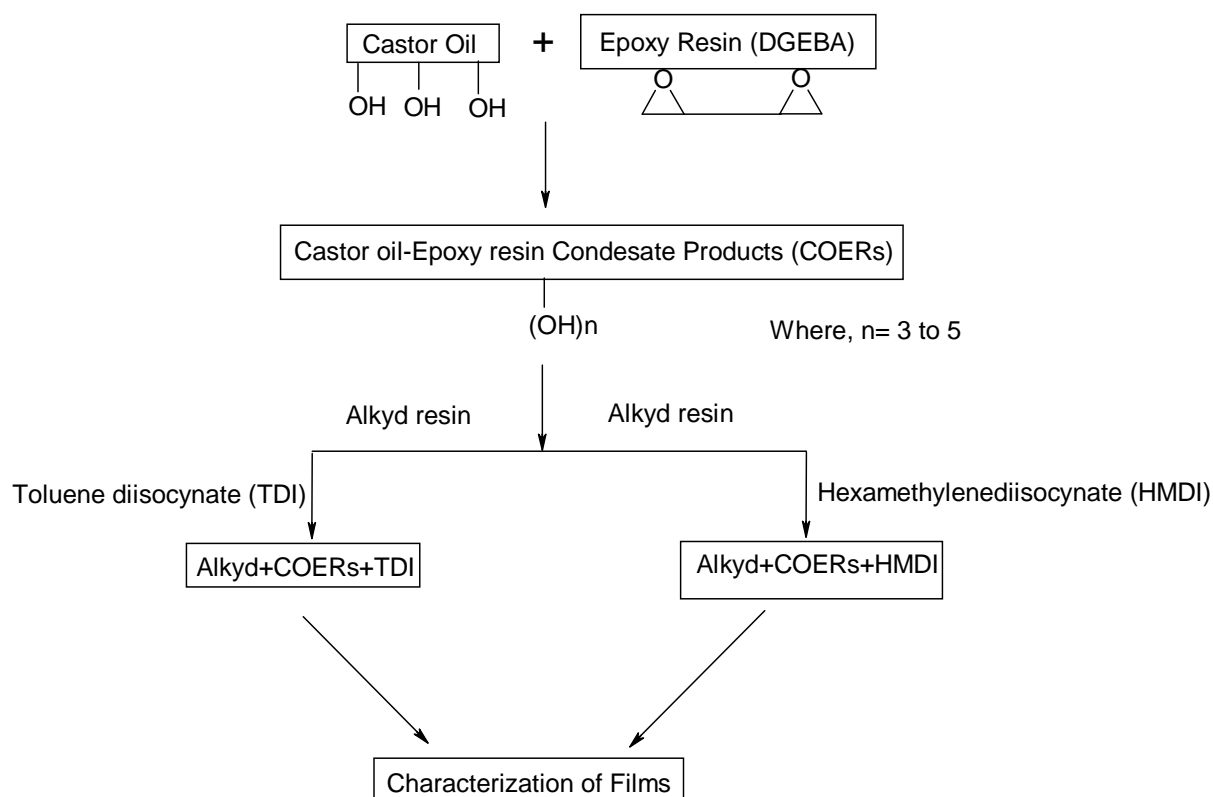 Castor Oil + Epoxy Resin (DGEBA)
OH OH OH O O
Castor oil-Epoxy resin Condesate Products (COERs)
(OH)n
Where, n= 3 to 5
Alkyd resin Alkyd resin
Toluene diisocynate (TDI)
Hexamethylenediisocynate (HMDI)
Alkyd+COERs+TDI
Alkyd+COERs+HMDI
Characterization of Films